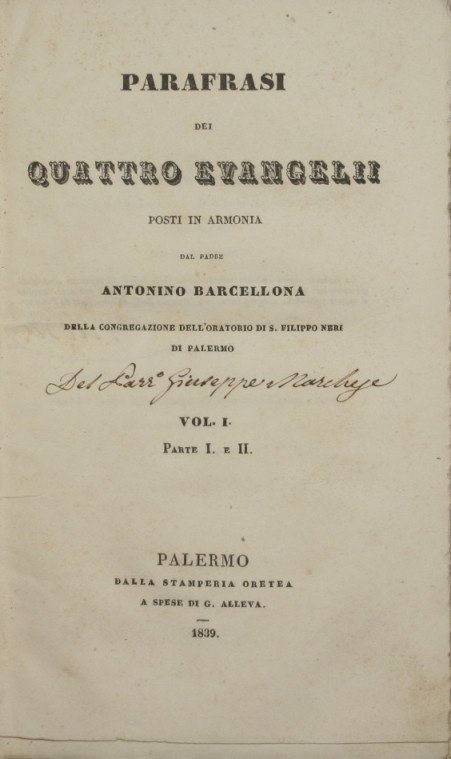 PARAFRASI
DEI
QUATTRO EVANGELII
POSTI IN ARMONIA
DAL PADRE
ANTONINO BARCELLONA
DELLA CONGREGAZIONE DELL'ORATORIO DI S. FILIPPO NERI
DI PALERMO
Del Parr.º Giuseppe Marchese
VOL. I.
PARTE I. E II.
PALERMO
DALLA STAMPERIA ORETEA
A SPESE DI G. ALLEVA.
1839.